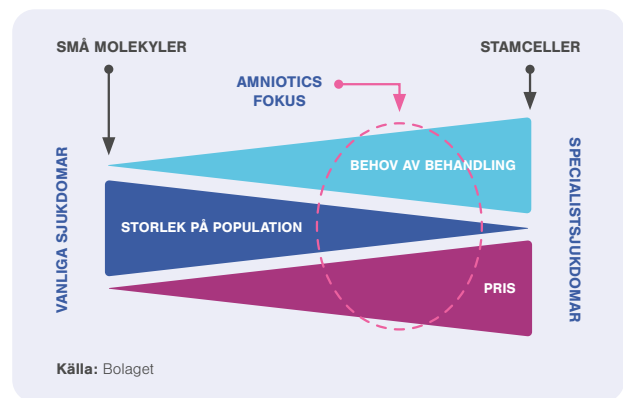 SMÅ MOLEKYLER
STAMCELLER
AMNIOTICS
FOKUS
BEHOV AV BEHANDLING
VANLIGA SJUKDOMAR
STORLEK PÅ POPULATION
SPECIALISTSJUKDOMAR
PRIS
Källa: Bolaget